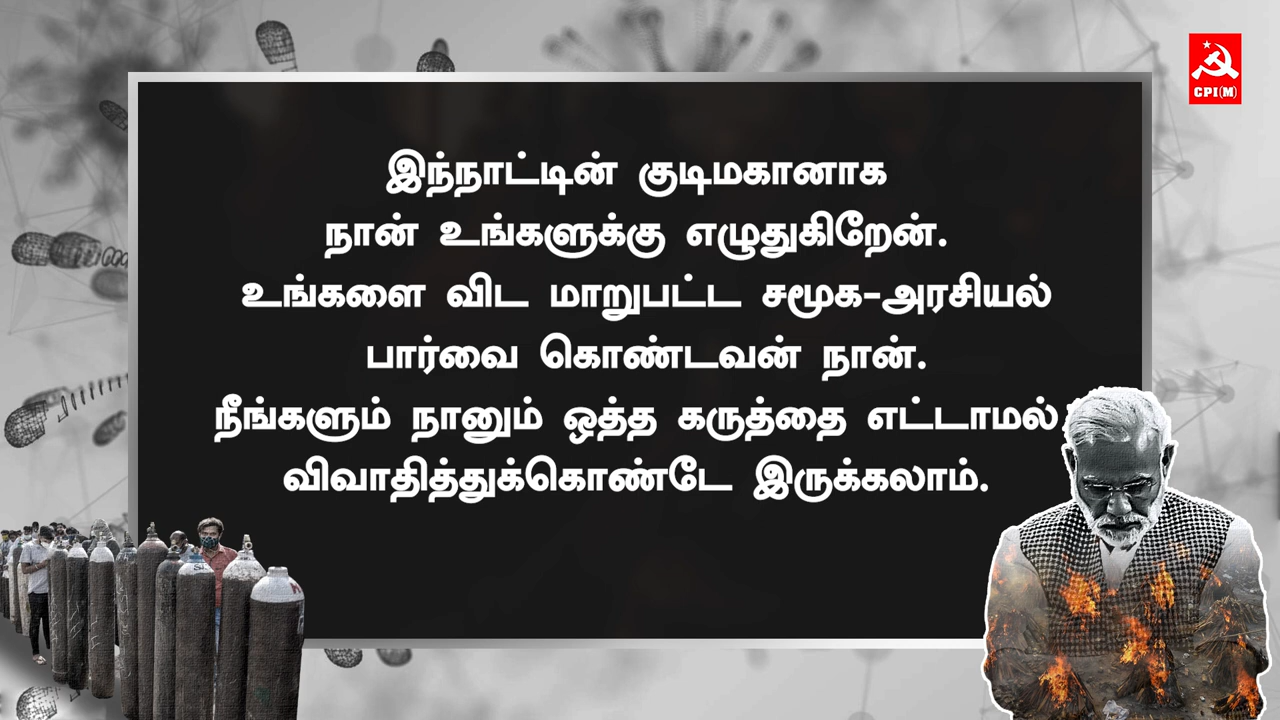 CPI(M)
இந்நாட்டின் குடிமகானாக
நான் உங்களுக்கு எழுதுகிறேன்.
உங்களை விட மாறுபட்ட சமூக-அரசியல்
பார்வை கொண்டவன் நான்.
நீங்களும் நானும் ஒத்த கருத்தை எட்டாமல்,
விவாதித்துக்கொண்டே இருக்கலாம்.